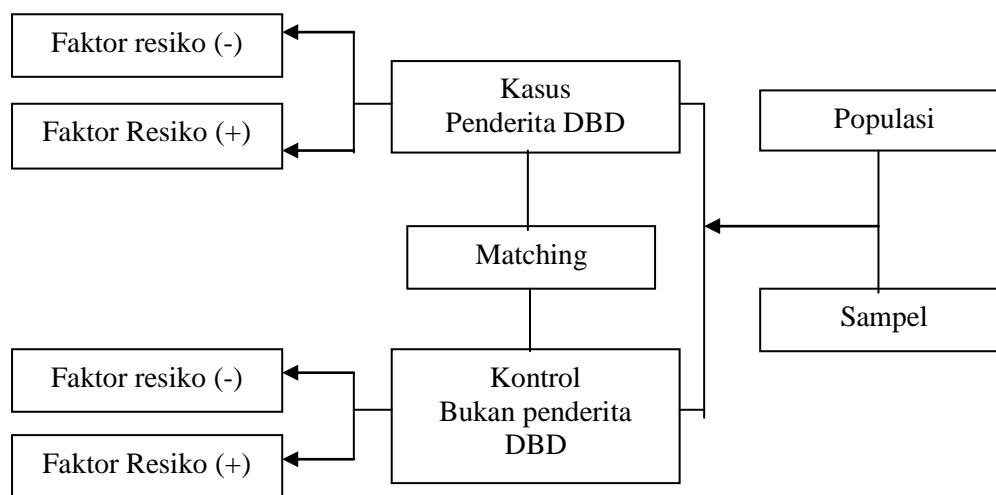 Faktor resiko (-)
Faktor Resiko (+)
Kasus
Penderita DBD
Populasi
Matching
Sampel
Faktor resiko (-)
Faktor Resiko (+)
Kontrol
Bukan penderita
DBD